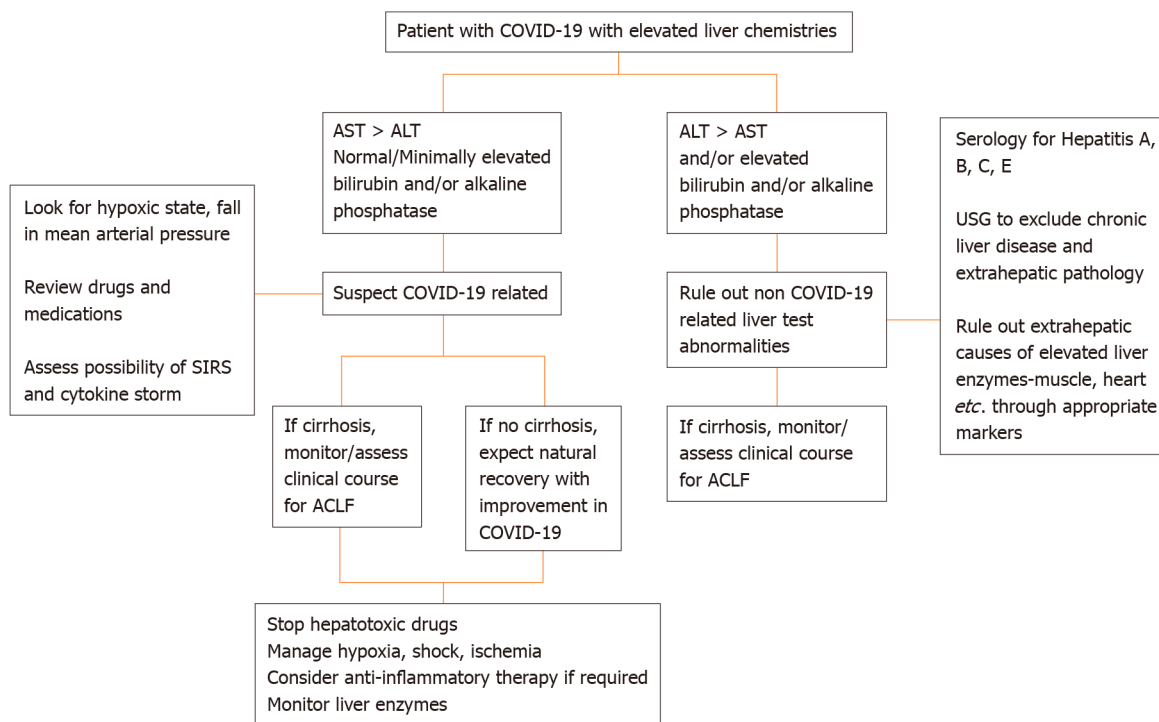 Patient with COVID-19 with elevated liver chemistries
AST > ALT
Normal/Minimally elevated
bilirubin and/or alkaline
phosphatase
ALT > AST
and/or elevated
bilirubin and/or alkaline
phosphatase
Look for hypoxic state, fall
in mean arterial pressure
Review drugs and
medications
Assess possibility of SIRS
and cytokine storm
Suspect COVID-19 related
Rule out non COVID-19
related liver test
abnormalities
Serology for Hepatitis A,
B, C, E
USG to exclude chronic
liver disease and
extrahepatic pathology
Rule out extrahepatic
causes of elevated liver
enzymes-muscle, heart
etc. through appropriate
markers
If cirrhosis,
monitor/assess
clinical course
for ACLF
If no cirrhosis,
expect natural
recovery with
improvement in
COVID-19
If cirrhosis, monitor/
assess clinical course
for ACLF
Stop hepatotoxic drugs
Manage hypoxia, shock, ischemia
Consider anti-inflammatory therapy if required
Monitor liver enzymes